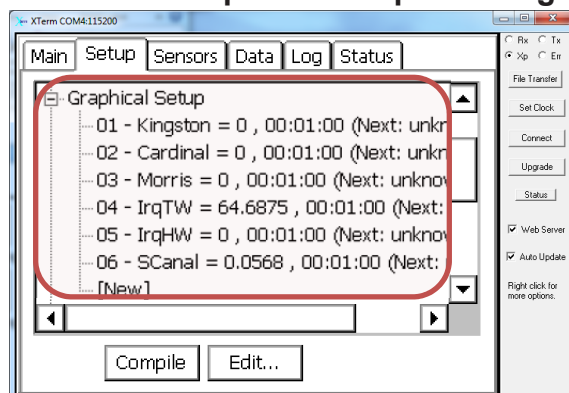 XTerm COM4:115200
Main Setup Sensors Data Log Status
Graphical Setup
01 - Kingston = 0 , 00:01:00 (Next: unkr
02 - Cardinal = 0 , 00:01:00 (Next: unkr
03 - Morris = 0 , 00:01:00 (Next: unknov
04 - IrqTW = 64.6875 , 00:01:00 (Next:
05 - IrqHW = 0 , 00:01:00 (Next: unknov
06 - SCanal = 0.0568 , 00:01:00 (Next:
[New]
Compile Edit...
Rx Tx
Xp Err
File Transfer
Set Clock
Connect
Upgrade
Status
Web Server
Auto Update
Right click for
more options.